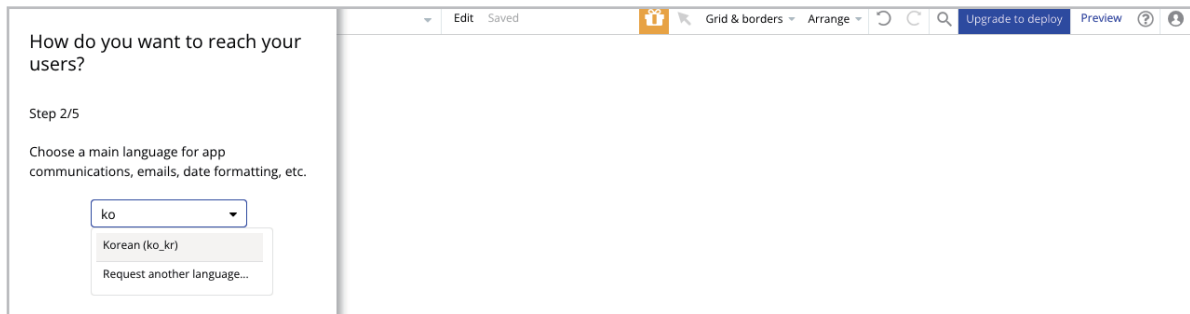 How do you want to reach your
users?
Step 2/5
Choose a main language for app
communications, emails, date formatting, etc.
ko
Korean (ko_kr)
Request another language...
Edit Saved Grid & borders Arrange Upgrade to deploy Preview ?